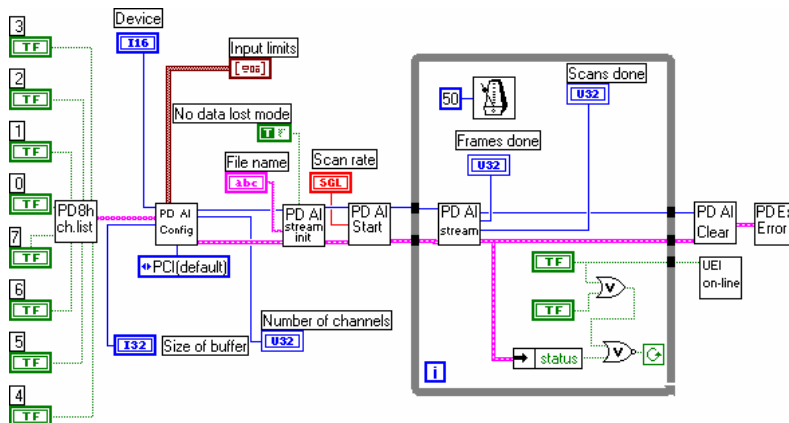 3
TF
2
TF
1
TF
0
TF
7
TF
6
TF
5
TF
4
TF
PD8h
ch.list
Device
I16
Input limits
No data lost mode
T
File name
abc
Scan rate
SGL
PD AI
Config
PCI(default)
I32
Size of buffer
Number of channels
U32
PD AI
stream
init
PD AI
Start
50
Scans done
U32
Frames done
U32
PD AI
stream
TF
TF
V
V
status
i
PD AI
Clear
PD E
Error
UEI
on-line